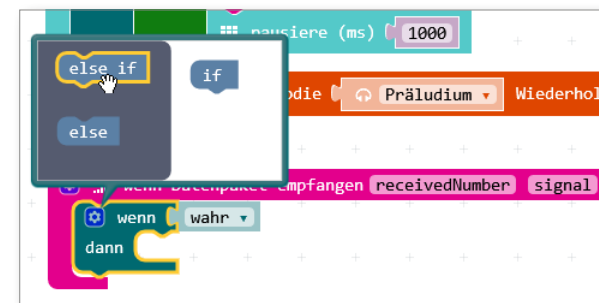 pausiere (ms) 1000
else if
if
odie Präludium Wiederhol
else
wenn Datenpaket empfangen receivedNumber signal
wenn wahr
dann